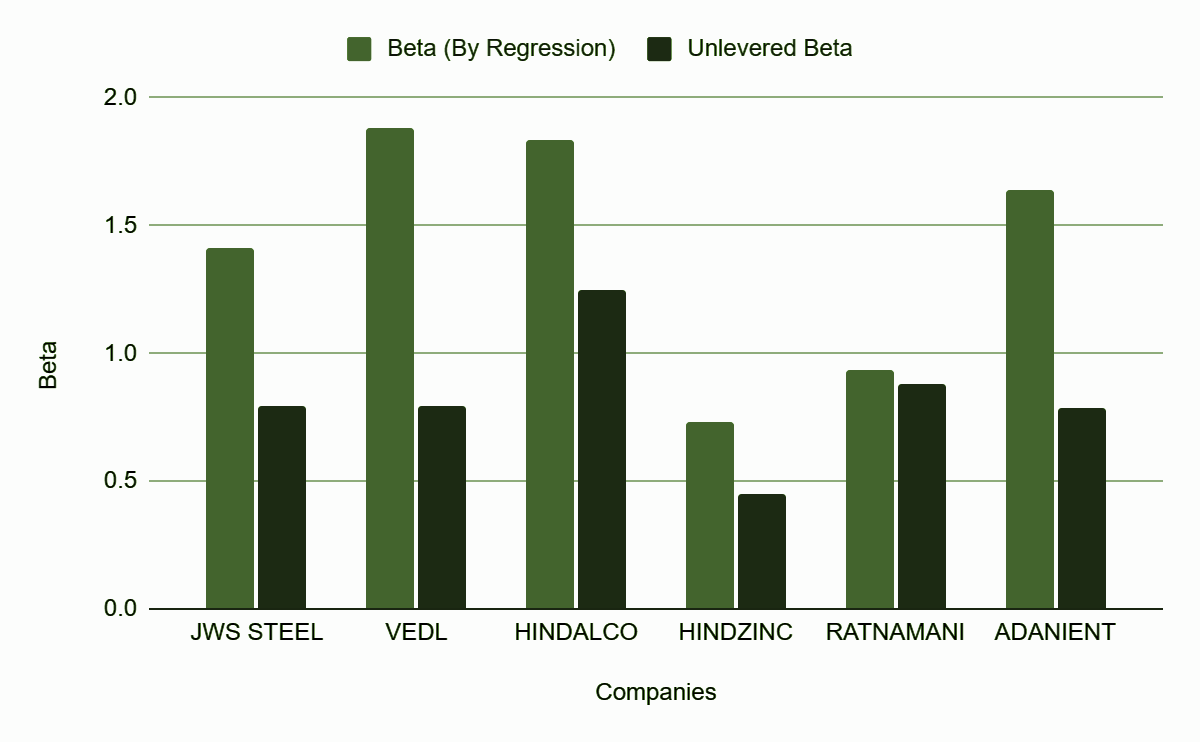 Beta (By Regression) Unlevered Beta
2.0
1.5
1.0
0.5
0.0
Beta
JWS STEEL VEDL HINDALCO HINDZINC RATNAMANI ADANIENT
Companies